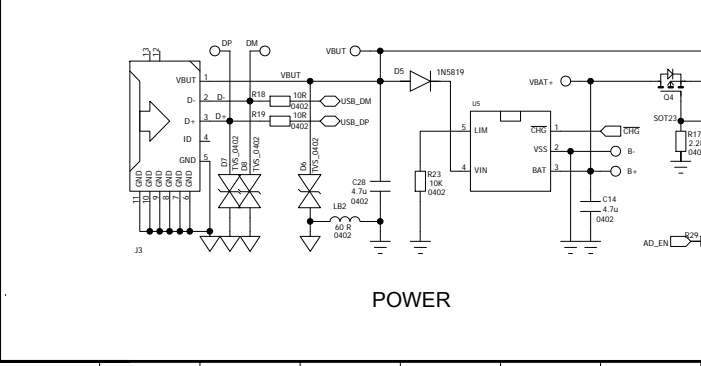 13
12
DP
DM
VBUT
VBUT 1
VBUT
D- 2 D-
R18 10R
0402
USB_DM
D+ 3 D+
R19 10R
0402
USB_DP
ID 4
GND 5
GND GND GND GND GND GND
11 10 9 8 7 6
J3
D7
TVS_0402
D8
TVS_0402
D6
TVS_0402
LB2
60 R
0402
C28
4.7u
0402
D5 1N5819
R23
10K
0402
U5
5 LIM
4 VIN
CHG 1
VSS 2
BAT 3
CHG
B-
B+
VBAT+
C14
4.7u
0402
Q4
SOT23
R17
2.2
040
AD_EN
R29
POWER